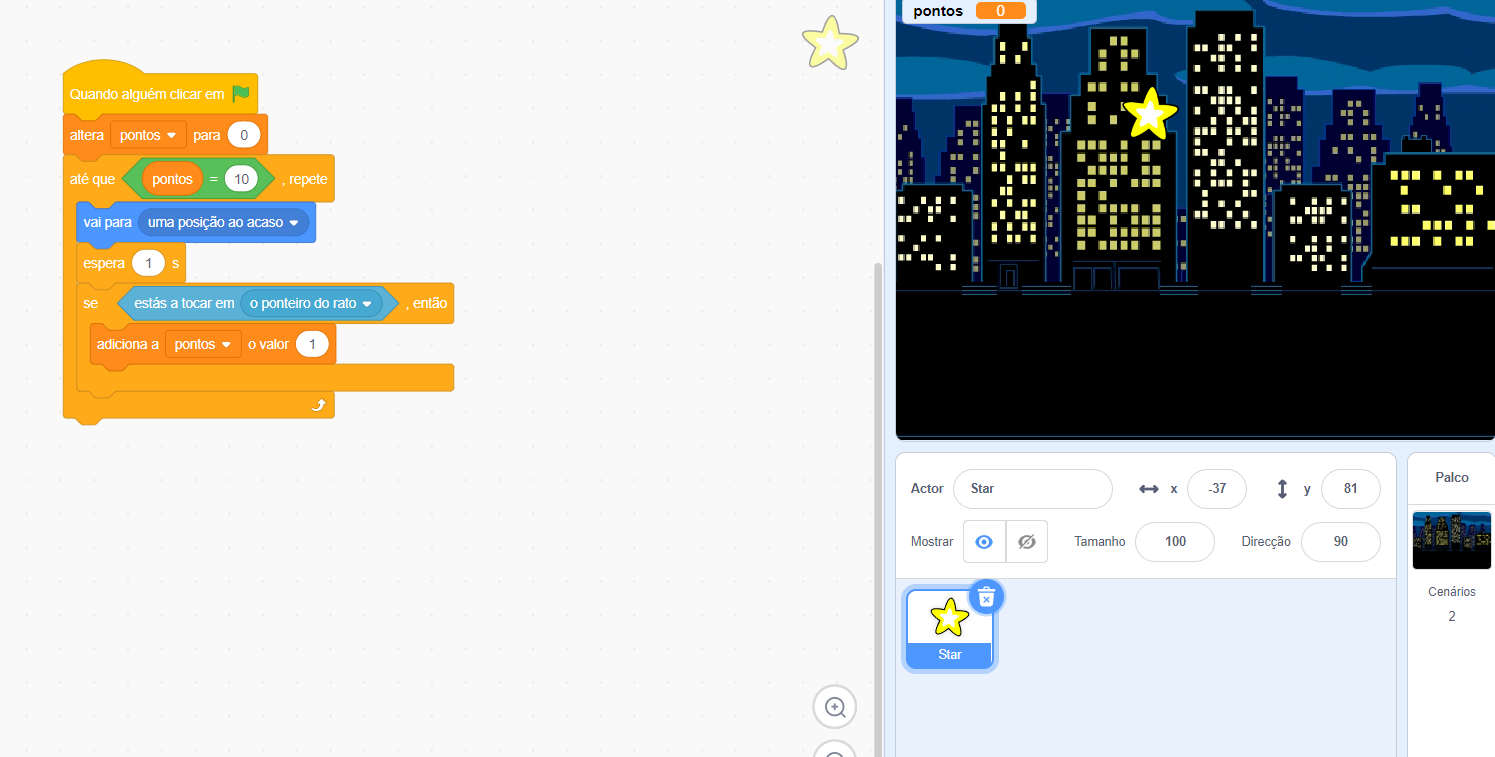 Quando alguém clicar em
altera pontos para 0
até que pontos = 10 , repete
vai para uma posição ao acaso
espera 1 s
se estás a tocar em o ponteiro do rato , então
adiciona a pontos o valor 1
pontos 0
Actor Star x -37 y 81
Mostrar Tamanho 100 Direcção 90
Star
Palco
Cenários
2